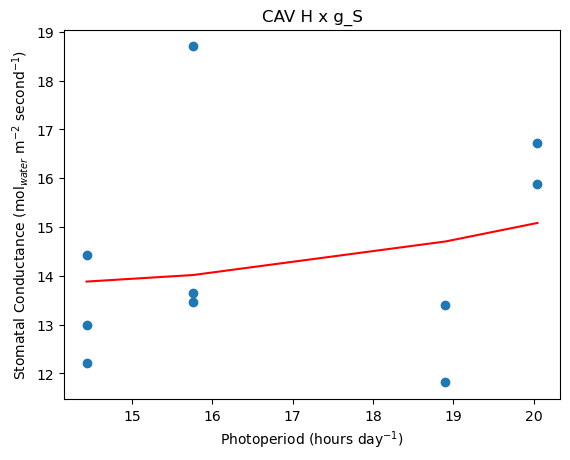 CAV H x g_S
19
18
17
16
15
14
13
12
Stomatal Conductance (mol_{water} m^{−2} second^{−1})
15 16 17 18 19 20
Photoperiod (hours day^{−1})